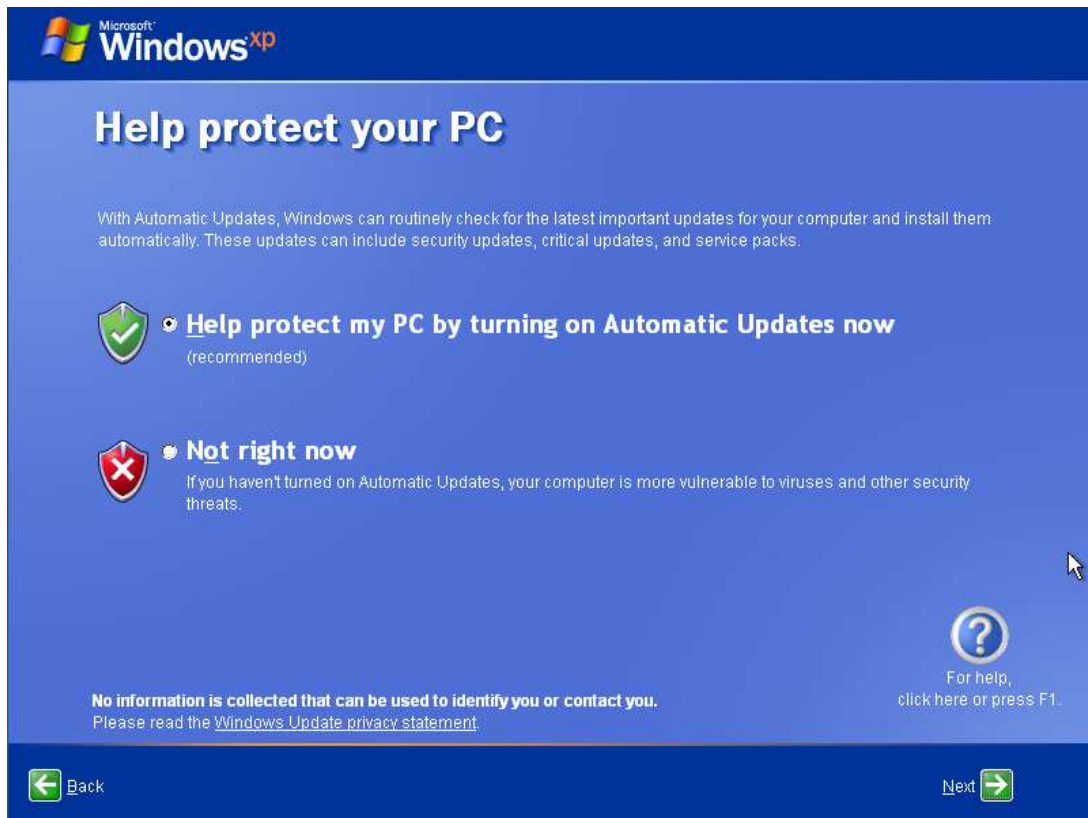 Microsoft
Windows xp
Help protect your PC
With Automatic Updates, Windows can routinely check for the latest important updates for your computer and install them
automatically. These updates can include security updates, critical updates, and service packs.
Help protect my PC by turning on Automatic Updates now
(recommended)
Not right now
If you haven't turned on Automatic Updates, your computer is more vulnerable to viruses and other security
threats.
For help,
click here or press F1.
No information is collected that can be used to identify you or contact you.
Please read the Windows Update privacy statement.
Back
Next